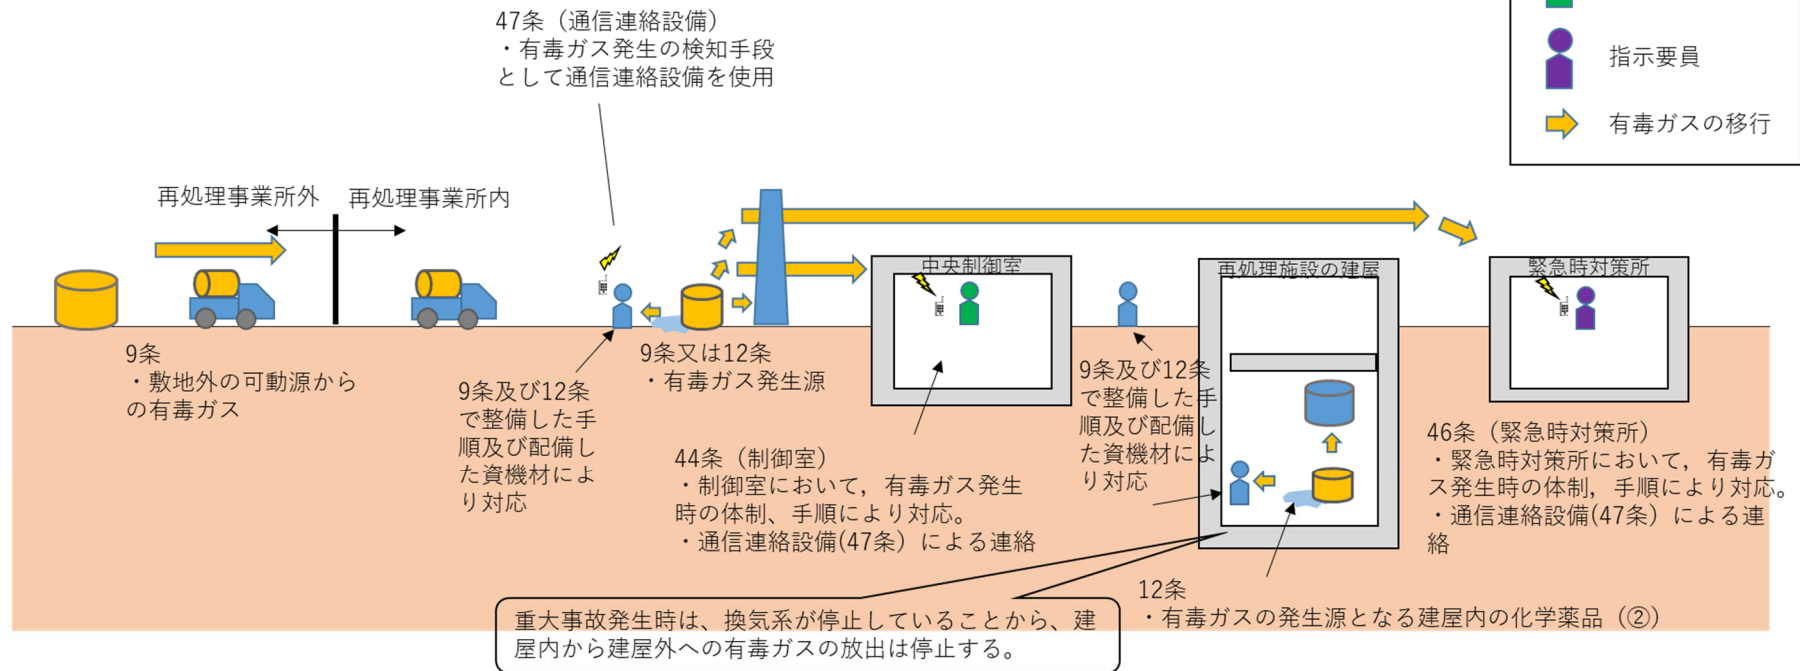 47条（通信連絡設備）
・有毒ガス発生の検知手段
として通信連絡設備を使用
指示要員
有毒ガスの移行
再処理事業所外
再処理事業所内
中央制御室
再処理施設の建屋
緊急時対策所
9条
・敷地外の可動源から
の有毒ガス
9条及び12条
で整備した手
順及び配備し
た資機材によ
り対応
9条又は12条
・有毒ガス発生源
44条（制御室）
・制御室において，有毒ガス発生
時の体制、手順により対応。
・通信連絡設備(47条）による連絡
9条及び12条
で整備した手
順及び配備し
た資機材によ
り対応
46条（緊急時対策所）
・緊急時対策所において，有毒ガ
ス発生時の体制，手順により対応。
・通信連絡設備(47条）による連
絡
12条
・有毒ガスの発生源となる建屋内の化学薬品（②）
重大事故発生時は、換気系が停止していることから、建
屋内から建屋外への有毒ガスの放出は停止する。